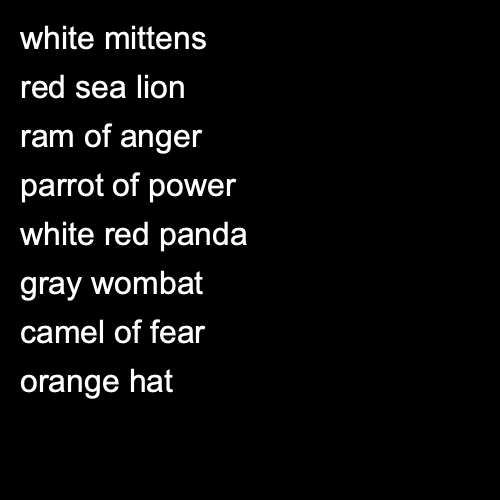 white mittens
red sea lion
ram of anger
parrot of power
white red panda
gray wombat
camel of fear
orange hat